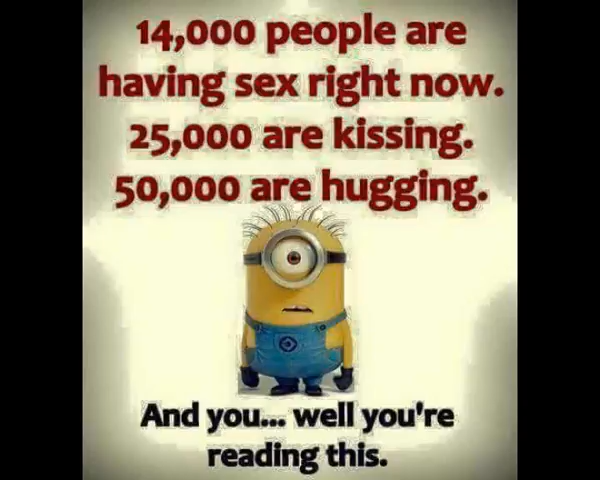 14,000 people are
having sex right now.
25,000 are kissing.
50,000 are hugging.
And you... well you're
reading this.